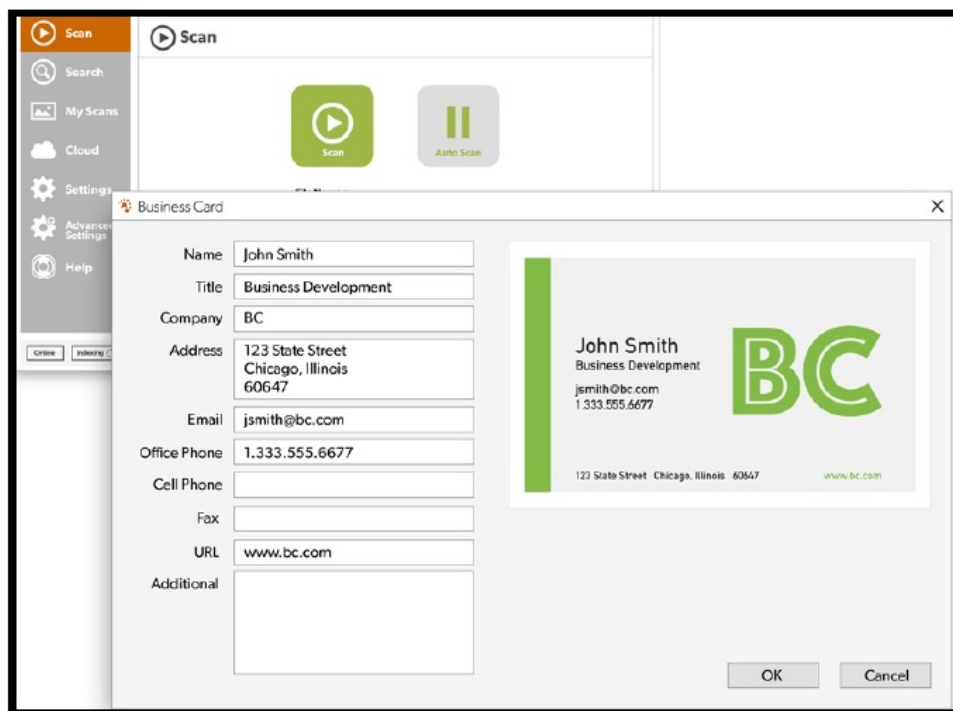 Scan
Search
My Scans
Cloud
Settings
Advanced
Settings
Help
Online
Indexing
Scan
Scan
Auto Scan
Business Card
Name
John Smith
Title
Business Development
Company
BC
Address
123 State Street
Chicago, Illinois
60647
Email
jsmith@bc.com
Office Phone
1.333.555.6677
Cell Phone
Fax
URL
www.bc.com
Additional
John Smith
Business Development
jsmith@bc.com
1.333.555.6677
BC
123 State Street Chicago, Illinois 60647
www.bc.com
OK
Cancel